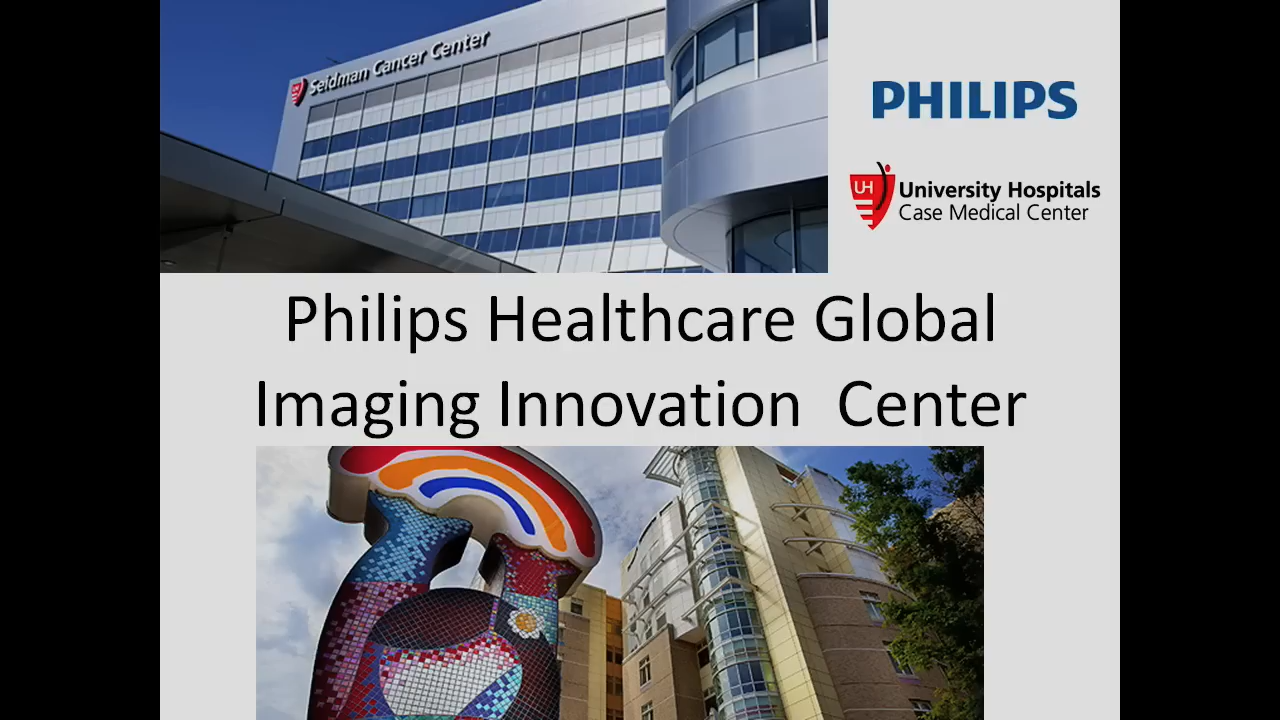 Seidman Cancer Center
PHILIPS
UH
University Hospitals
Case Medical Center
Philips Healthcare Global
Imaging Innovation Center